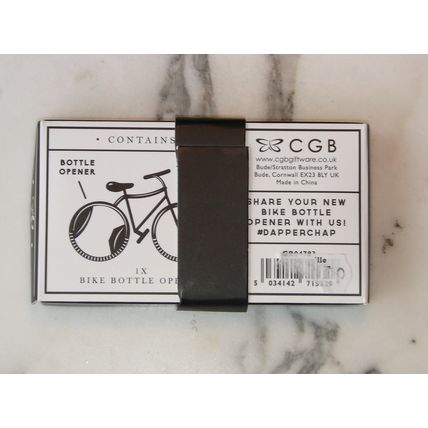 • CONTAINS
BOTTLE
OPENER
1X
BIKE BOTTLE OPE
CGB
www.cgbgiftware.co.uk
Bude/Stratton Business Park
Bude, Cornwall EX23 8LY UK
Made in China
SHARE YOUR NEW
BIKE BOTTLE
OPENER WITH US!
#DAPPERCHAP
5 034142